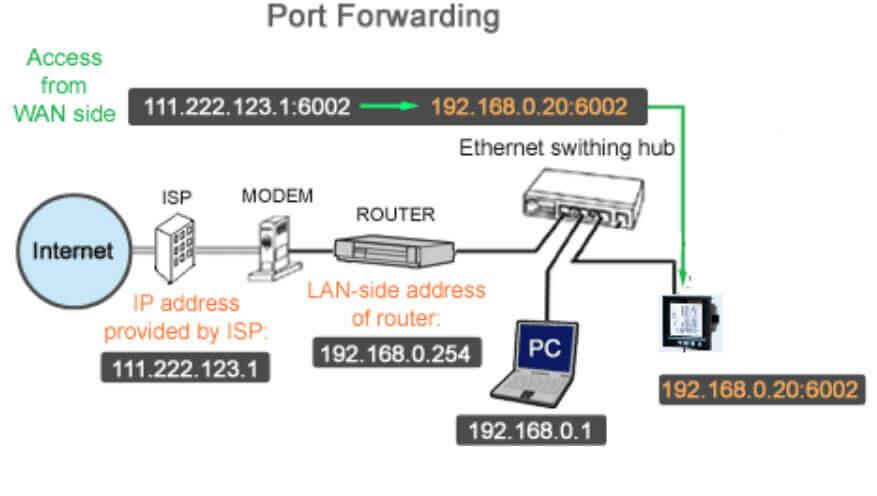 Port Forwarding
Access
from
WAN side
111.222.123.1:6002
192.168.0.20:6002
Ethernet swithing hub
ISP
MODEM
ROUTER
Internet
IP address
provided by ISP:
111.222.123.1
LAN-side address
of router:
192.168.0.254
PC
192.168.0.1
192.168.0.20:6002